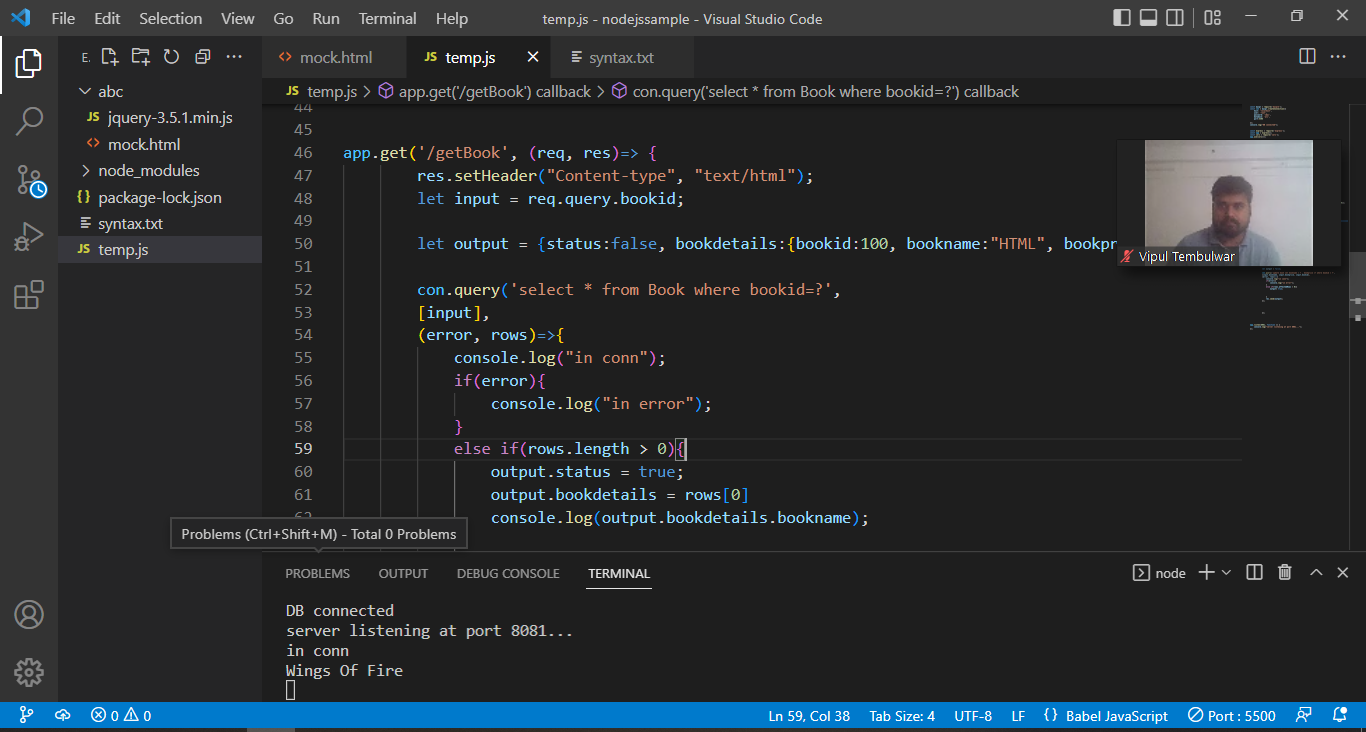 File Edit Selection View Go Run Terminal Help temp.js - nodejssample - Visual Studio Code
E.
mock.html
JS temp.js
syntax.txt
JS temp.js > app.get('/getBook') callback > con.query('select * from Book where bookid=?') callback
abc
JS jquery-3.5.1.min.js
mock.html
node_modules
package-lock.json
syntax.txt
JS temp.js
44
45
46 app.get('/getBook', (req, res)=> {
47 res.setHeader("Content-type", "text/html");
48 let input = req.query.bookid;
49
50 let output = {status:false, bookdetails:{bookid:100, bookname:"HTML", bookpr
51
52 con.query('select * from Book where bookid=?',
53 [input],
54 (error, rows)=>{
55 console.log("in conn");
56 if(error){
57 console.log("in error");
58 }
59 else if(rows.length > 0){
60 output.status = true;
61 output.bookdetails = rows[0]
62 console.log(output.bookdetails.bookname);
Vipul Tembulwar
Problems (Ctrl+Shift+M) - Total 0 Problems
PROBLEMS OUTPUT DEBUG CONSOLE TERMINAL
node
DB connected
server listening at port 8081...
in conn
Wings Of Fire
0 0 Ln 59, Col 38 Tab Size: 4 UTF-8 LF {} Babel JavaScript Port : 5500